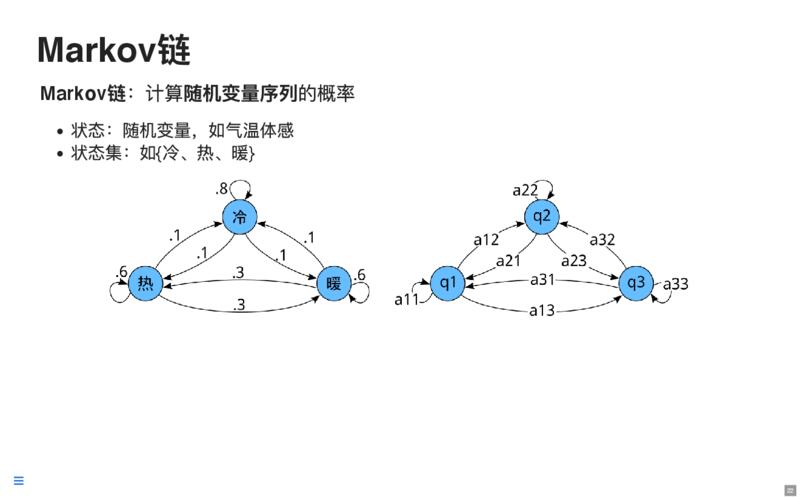 Markov链
Markov链：计算随机变量序列的概率
状态：随机变量，如气温体感
状态集：如{冷、热、暖}
.8
冷
.1
.1
.1
.1
.6
热
.3
暖
.6
.3
a22
q2
a12
a32
a21
a23
q1
a31
q3
a33
a11
a13
22